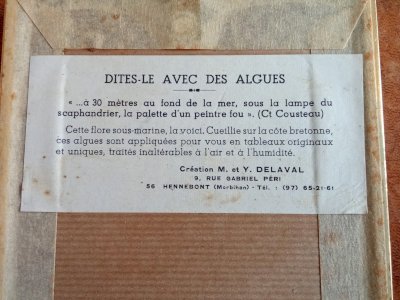 DITES-LE AVEC DES ALGUES
« ...à 30 mètres au fond de la mer, sous la lampe du
scaphandrier, la palette d'un peintre fou ». (Ct Cousteau)
Cette flore sous-marine, la voici. Cueillie sur la côte bretonne,
ces algues sont appliquées pour vous en tableaux originaux
et uniques, traités inaltérables à l'air et à l'humidité.
Création M. et Y. DELAVAL
9, RUE GABRIEL PÉRI
56 HENNEBONT (Morbihan) - Tél. : (97) 65-21-61